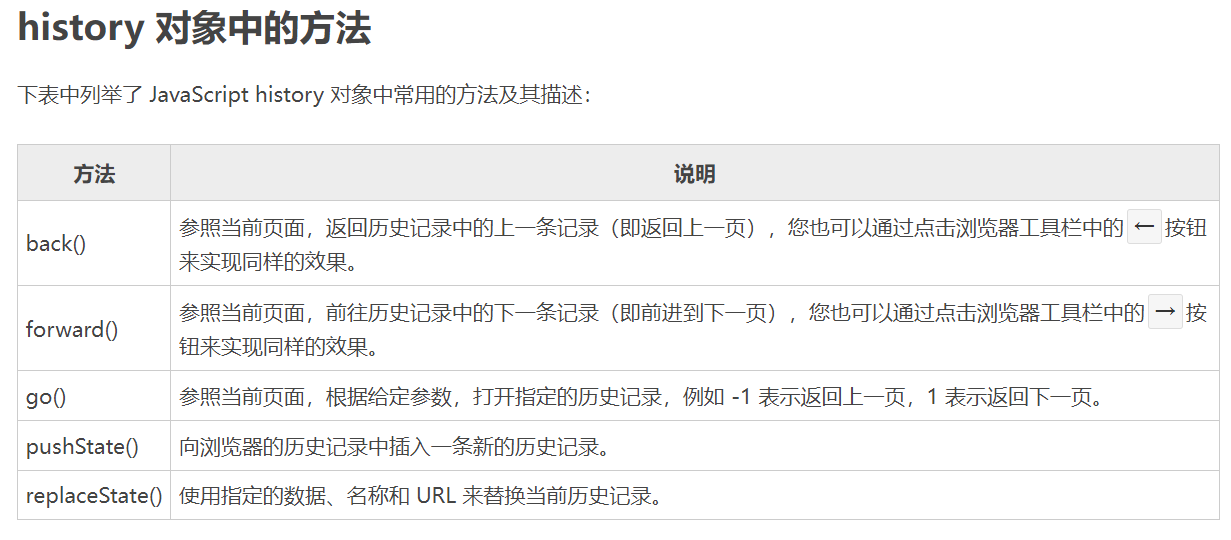 history 对象中的方法
下表中列举了 JavaScript history 对象中常用的方法及其描述：
方法 说明
back() 参照当前页面，返回历史记录中的上一条记录（即返回上一页），您也可以通过点击浏览器工具栏中的 ← 按钮
来实现同样的效果。
forward() 参照当前页面，前往历史记录中的下一条记录（即前进到下一页），您也可以通过点击浏览器工具栏中的 → 按
钮来实现同样的效果。
go() 参照当前页面，根据给定参数，打开指定的历史记录，例如 -1 表示返回上一页，1 表示返回下一页。
pushState() 向浏览器的历史记录中插入一条新的历史记录。
replaceState() 使用指定的数据、名称和 URL 来替换当前历史记录。